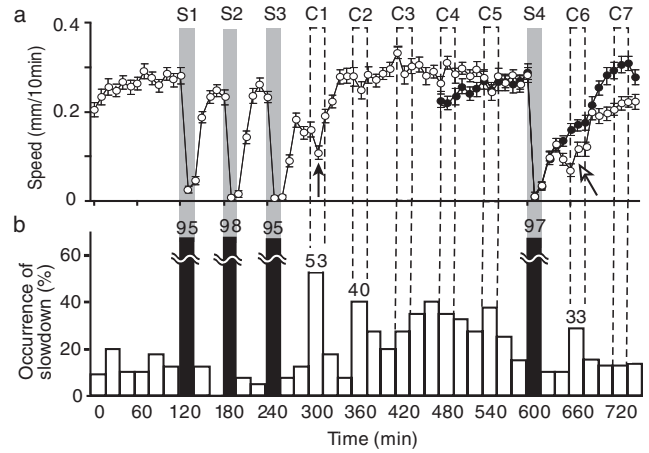 a
S1 S2 S3 C1 C2 C3 C4 C5 S4 C6 C7
Speed (mm/10min)
0.4
0.2
0
b
95 98 95 97
53
40
33
Occurrence of
slowdown (%)
60
40
20
0
0 60 120 180 240 300 360 420 480 540 600 660 720
Time (min)